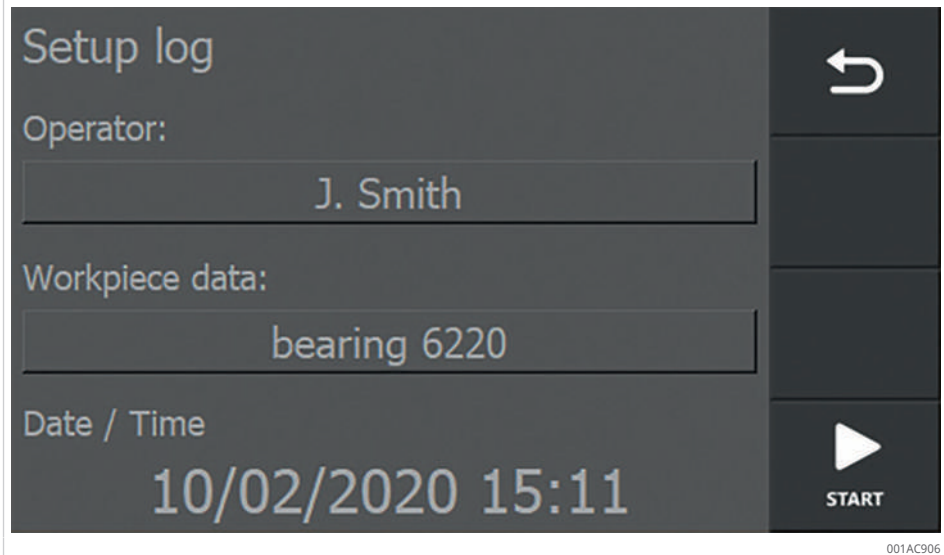 Setup log
Operator:
J. Smith
Workpiece data:
bearing 6220
Date / Time
10/02/2020 15:11
START
001AC906